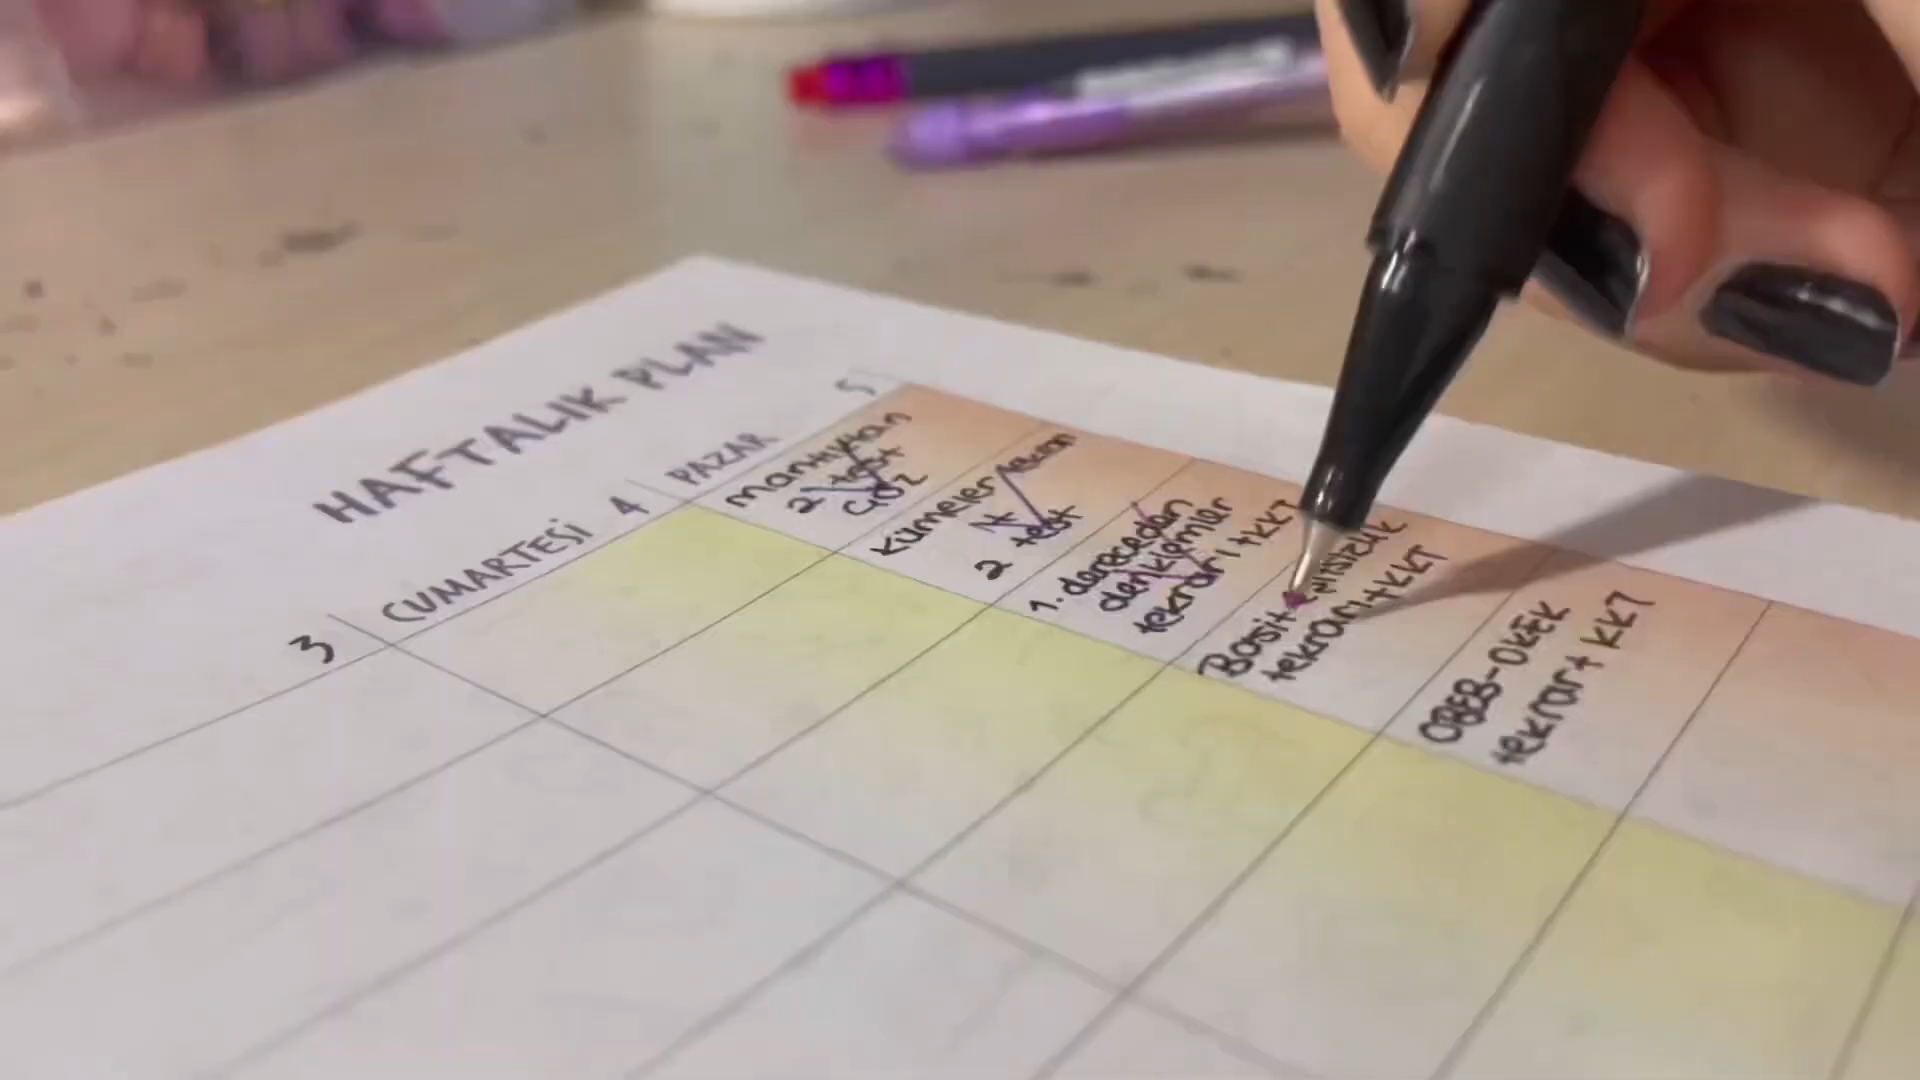 HAFTALIK PLAN
3
CUMARTESİ 4
PAZAR 5
mantıktan
2 test
çöz
Kümeler tekrarı
2 test
1. dereceden
denklemler
tekrarı + KKT
Basit eşitsizlik
tekrarı + KKT
OBEB-OKEK
tekrar + KKT